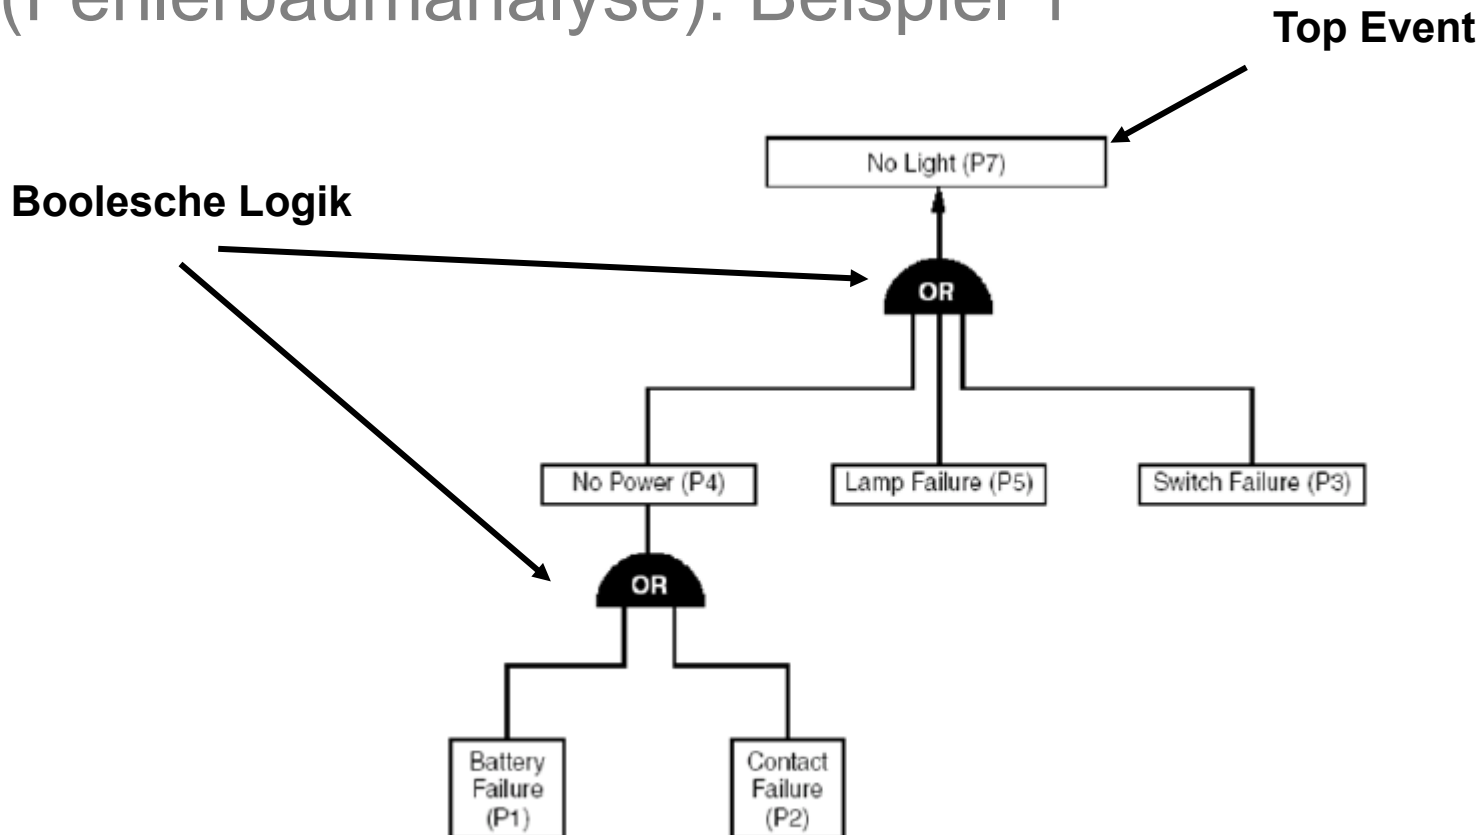 (Fehlerbaumanalyse): Beispiel 1
Top Event
No Light (P7)
Boolesche Logik
OR
No Power (P4)
Lamp Failure (P5)
Switch Failure (P3)
OR
Battery
Failure
(P1)
Contact
Failure
(P2)